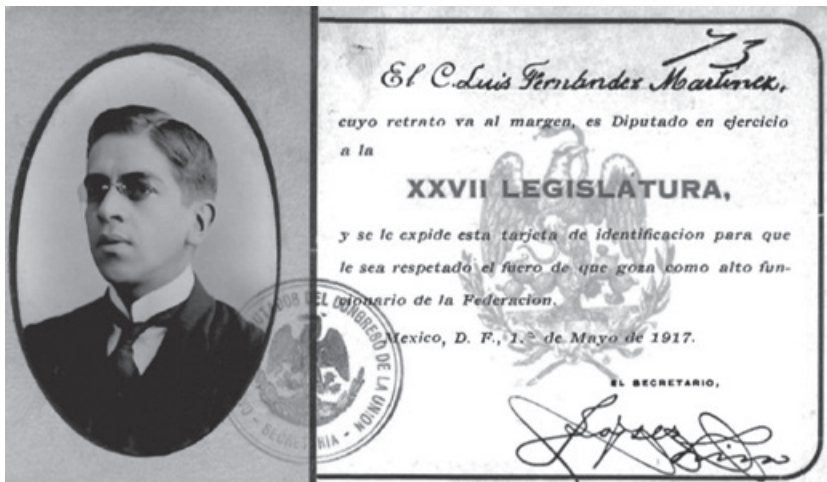 73
El C. Luis Fernández Martínez,
cuyo retrato va al margen, es Diputado en ejercicio
a la
XXVII LEGISLATURA,
y se le expide esta tarjeta de identificacion para que
le sea respetado el fuero de que goza como alto fun-
cionario de la Federacion.
Mexico, D. F., 1.º de Mayo de 1917.
EL SECRETARIO,
DEL CONGRESO DE LA UNION